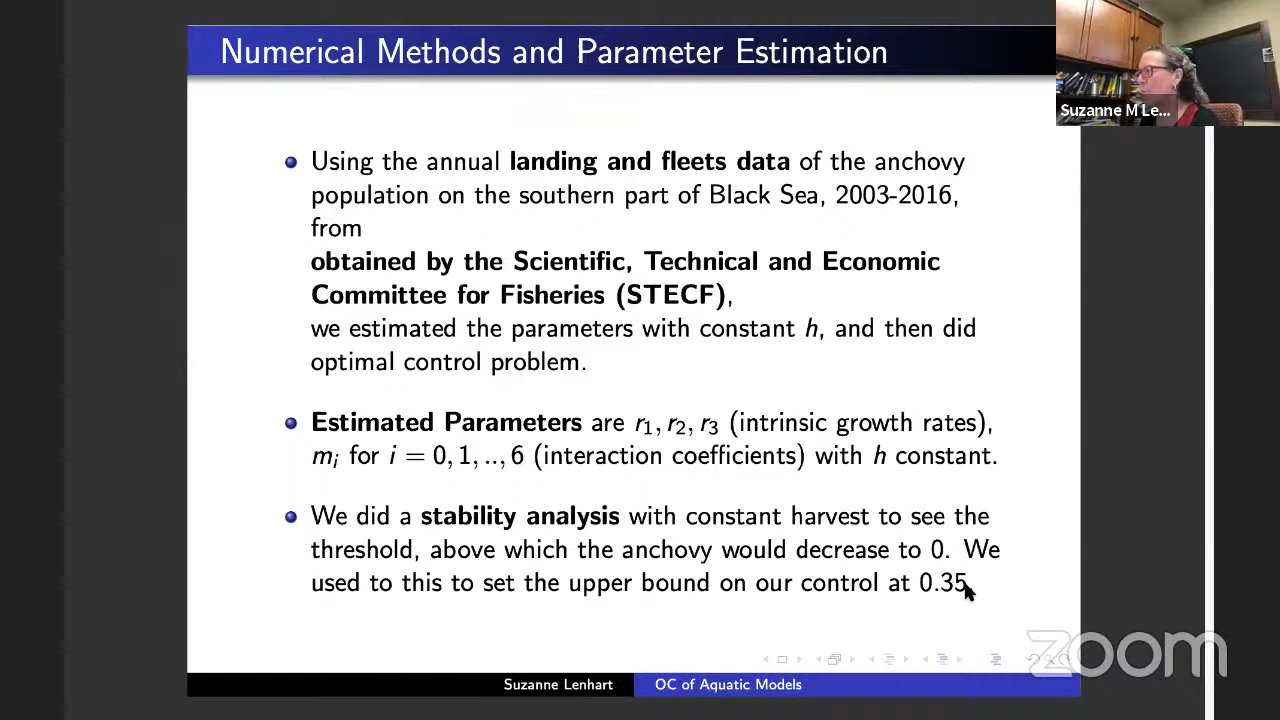 Numerical Methods and Parameter Estimation
Suzanne M Le...
Using the annual landing and fleets data of the anchovy
population on the southern part of Black Sea, 2003-2016,
from
obtained by the Scientific, Technical and Economic
Committee for Fisheries (STECF),
we estimated the parameters with constant h, and then did
optimal control problem.
Estimated Parameters are r₁, r₂, r₃ (intrinsic growth rates),
mᵢ for i = 0, 1, .., 6 (interaction coefficients) with h constant.
We did a stability analysis with constant harvest to see the
threshold, above which the anchovy would decrease to 0. We
used to this to set the upper bound on our control at 0.35.
zoom
Suzanne Lenhart
OC of Aquatic Models